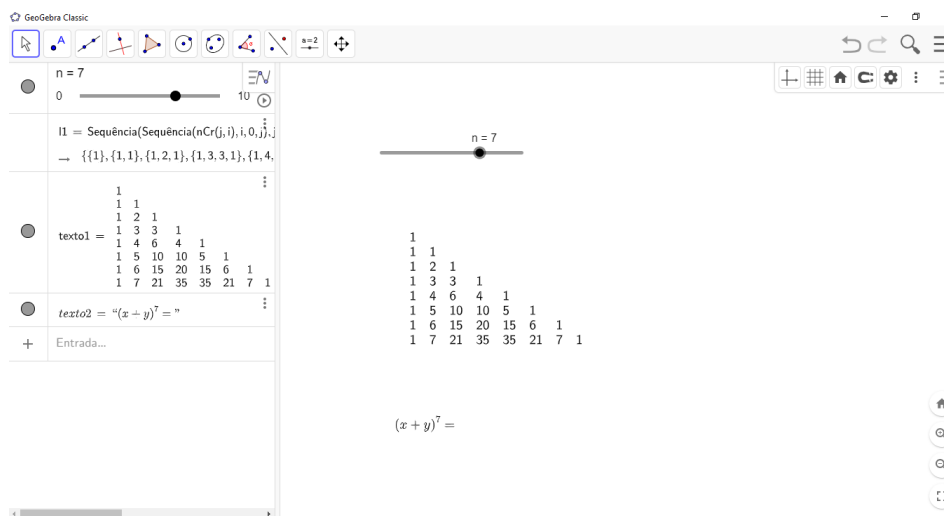 GeoGebra Classic
A
a=2
n = 7
0
10
l1 = Sequência(Sequência(nCr(j,i),i,0,j),j
→ {{1},{1,1},{1,2,1},{1,3,3,1},{1,4,
texto1 =
1
1 1
1 2 1
1 3 3 1
1 4 6 4 1
1 5 10 10 5 1
1 6 15 20 15 6 1
1 7 21 35 35 21 7 1
texto2 = “(x + y)⁷ = ”
+ Entrada...
n = 7
1
1 1
1 2 1
1 3 3 1
1 4 6 4 1
1 5 10 10 5 1
1 6 15 20 15 6 1
1 7 21 35 35 21 7 1
(x + y)⁷ =